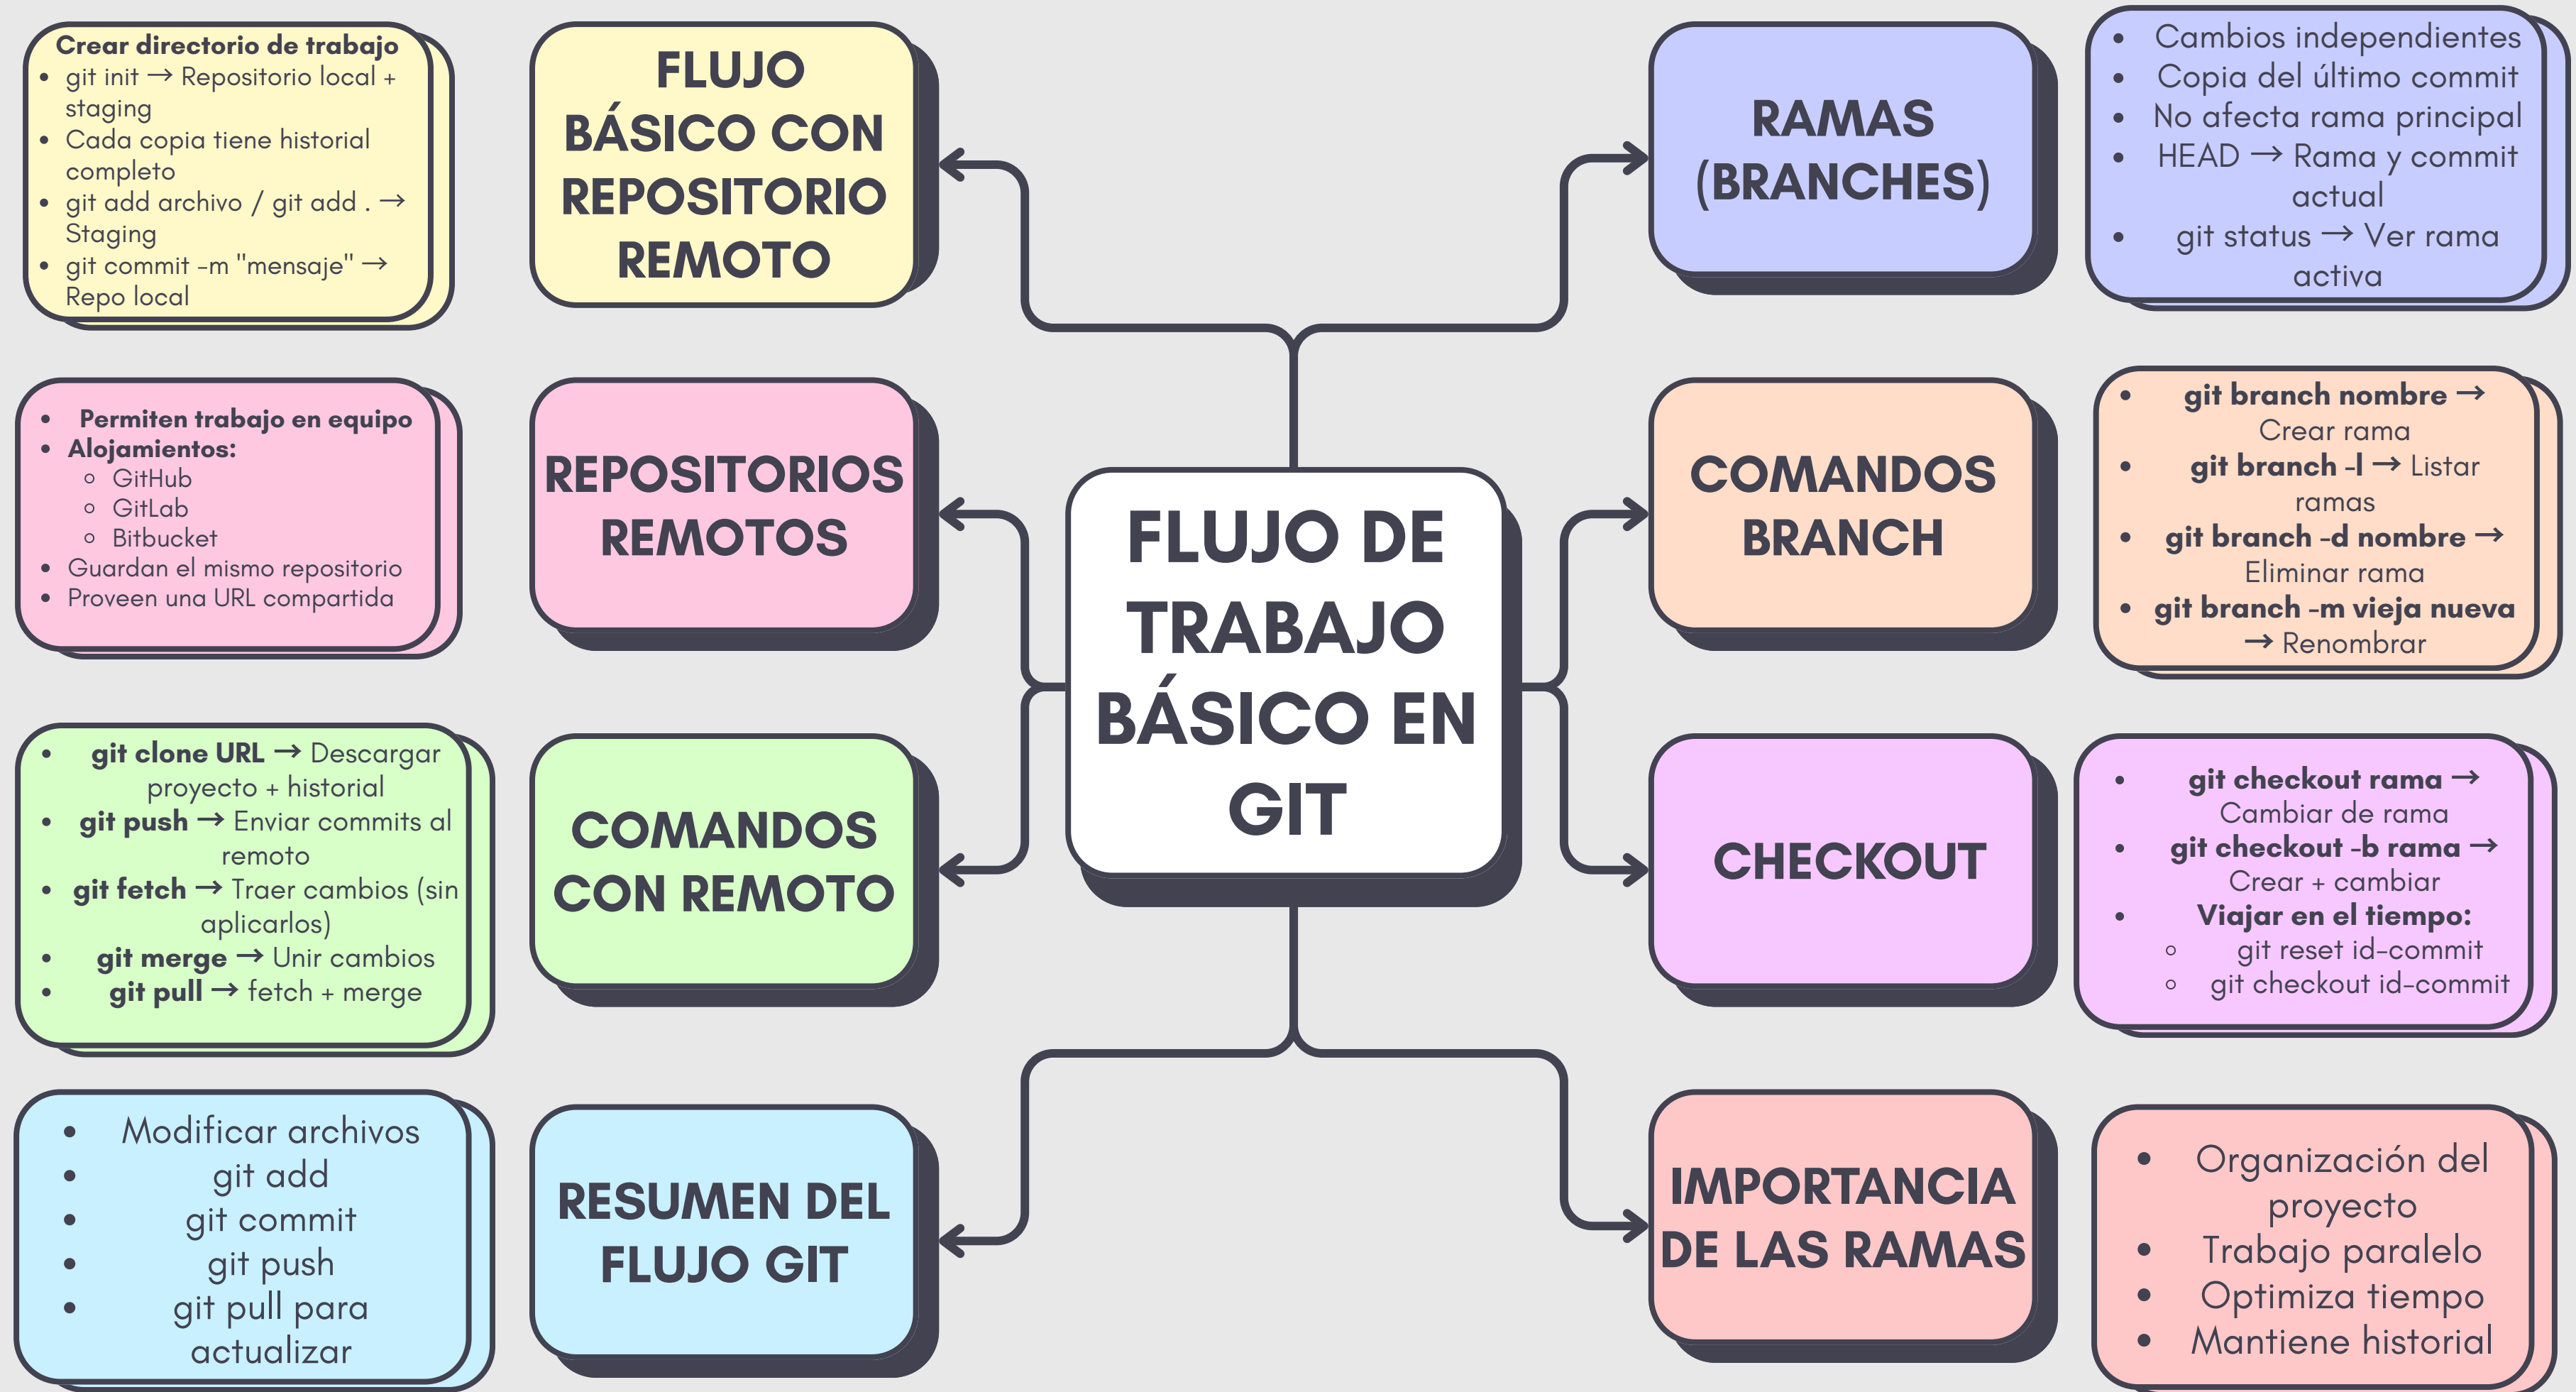 Crear directorio de trabajo
• git init → Repositorio local +
staging
• Cada copia tiene historial
completo
• git add archivo / git add . →
Staging
• git commit -m "mensaje" →
Repo local
FLUJO
BÁSICO CON
REPOSITORIO
REMOTO
RAMAS
(BRANCHES)
• Cambios independientes
• Copia del último commit
• No afecta rama principal
• HEAD → Rama y commit
actual
• git status → Ver rama
activa
• Permiten trabajo en equipo
• Alojamientos:
◦ GitHub
◦ GitLab
◦ Bitbucket
• Guardan el mismo repositorio
• Proveen una URL compartida
REPOSITORIOS
REMOTOS
FLUJO DE
TRABAJO
BÁSICO EN
GIT
COMANDOS
BRANCH
• git branch nombre →
Crear rama
• git branch -l → Listar
ramas
• git branch -d nombre →
Eliminar rama
• git branch -m vieja nueva
→ Renombrar
• git clone URL → Descargar
proyecto + historial
• git push → Enviar commits al
remoto
• git fetch → Traer cambios (sin
aplicarlos)
• git merge → Unir cambios
• git pull → fetch + merge
COMANDOS
CON REMOTO
CHECKOUT
• git checkout rama →
Cambiar de rama
• git checkout -b rama →
Crear + cambiar
• Viajar en el tiempo:
◦ git reset id-commit
◦ git checkout id-commit
• Modificar archivos
• git add
• git commit
• git push
• git pull para
actualizar
RESUMEN DEL
FLUJO GIT
IMPORTANCIA
DE LAS RAMAS
• Organización del
proyecto
• Trabajo paralelo
• Optimiza tiempo
• Mantiene historial